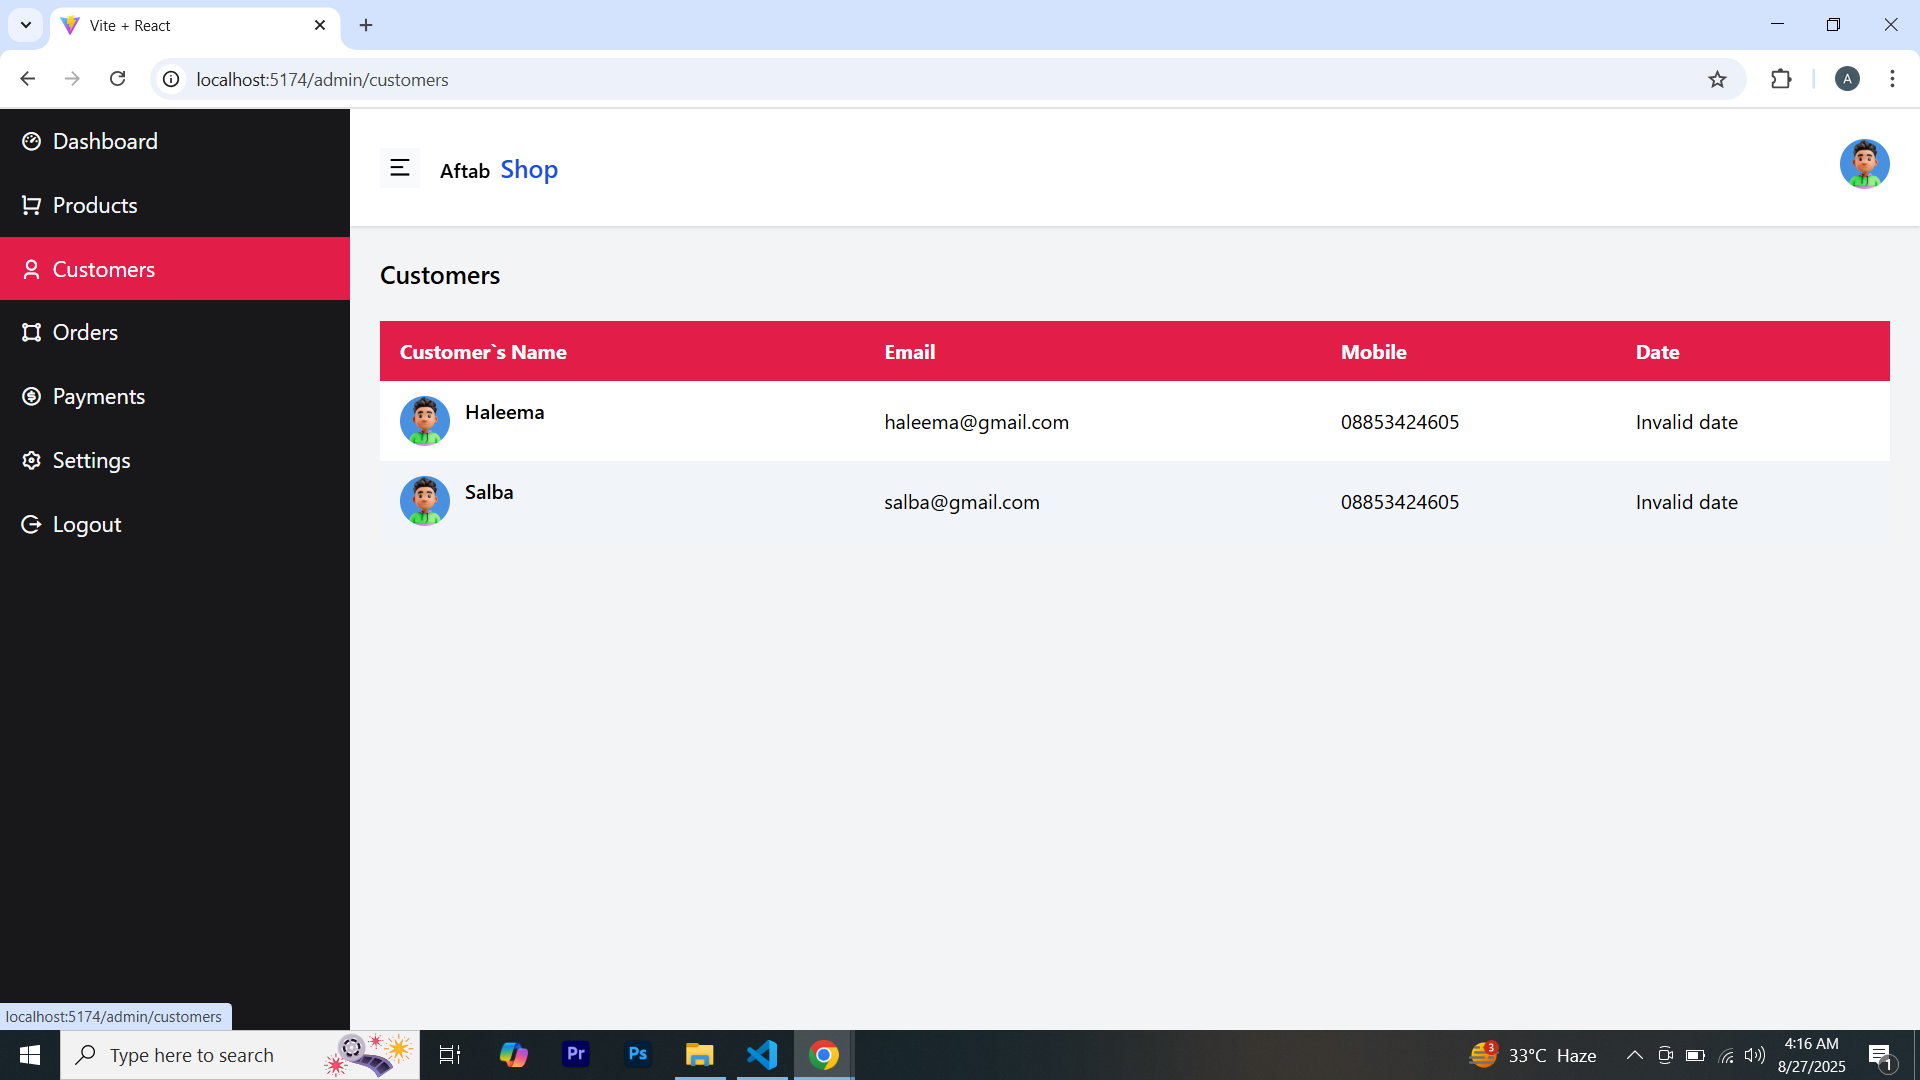 Vite + React
localhost:5174/admin/customers
A
Dashboard
Products
Customers
Orders
Payments
Settings
Logout
Aftab Shop
Customers
Customer`s Name Email Mobile Date
Haleema haleema@gmail.com 08853424605 Invalid date
Salba salba@gmail.com 08853424605 Invalid date
localhost:5174/admin/customers
Type here to search
Pr
Ps
3
33°C Haze
4:16 AM
8/27/2025
1